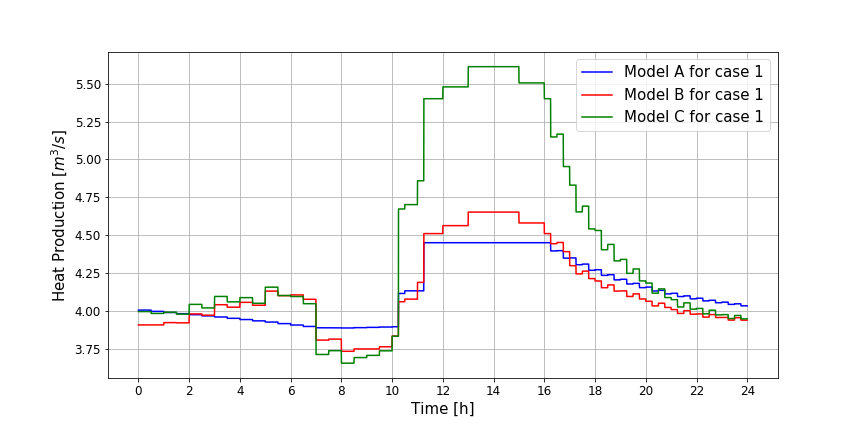 Model A for case 1
Model B for case 1
Model C for case 1
Heat Production [m³/s]
5.50
5.25
5.00
4.75
4.50
4.25
4.00
3.75
0 2 4 6 8 10 12 14 16 18 20 22 24
Time [h]